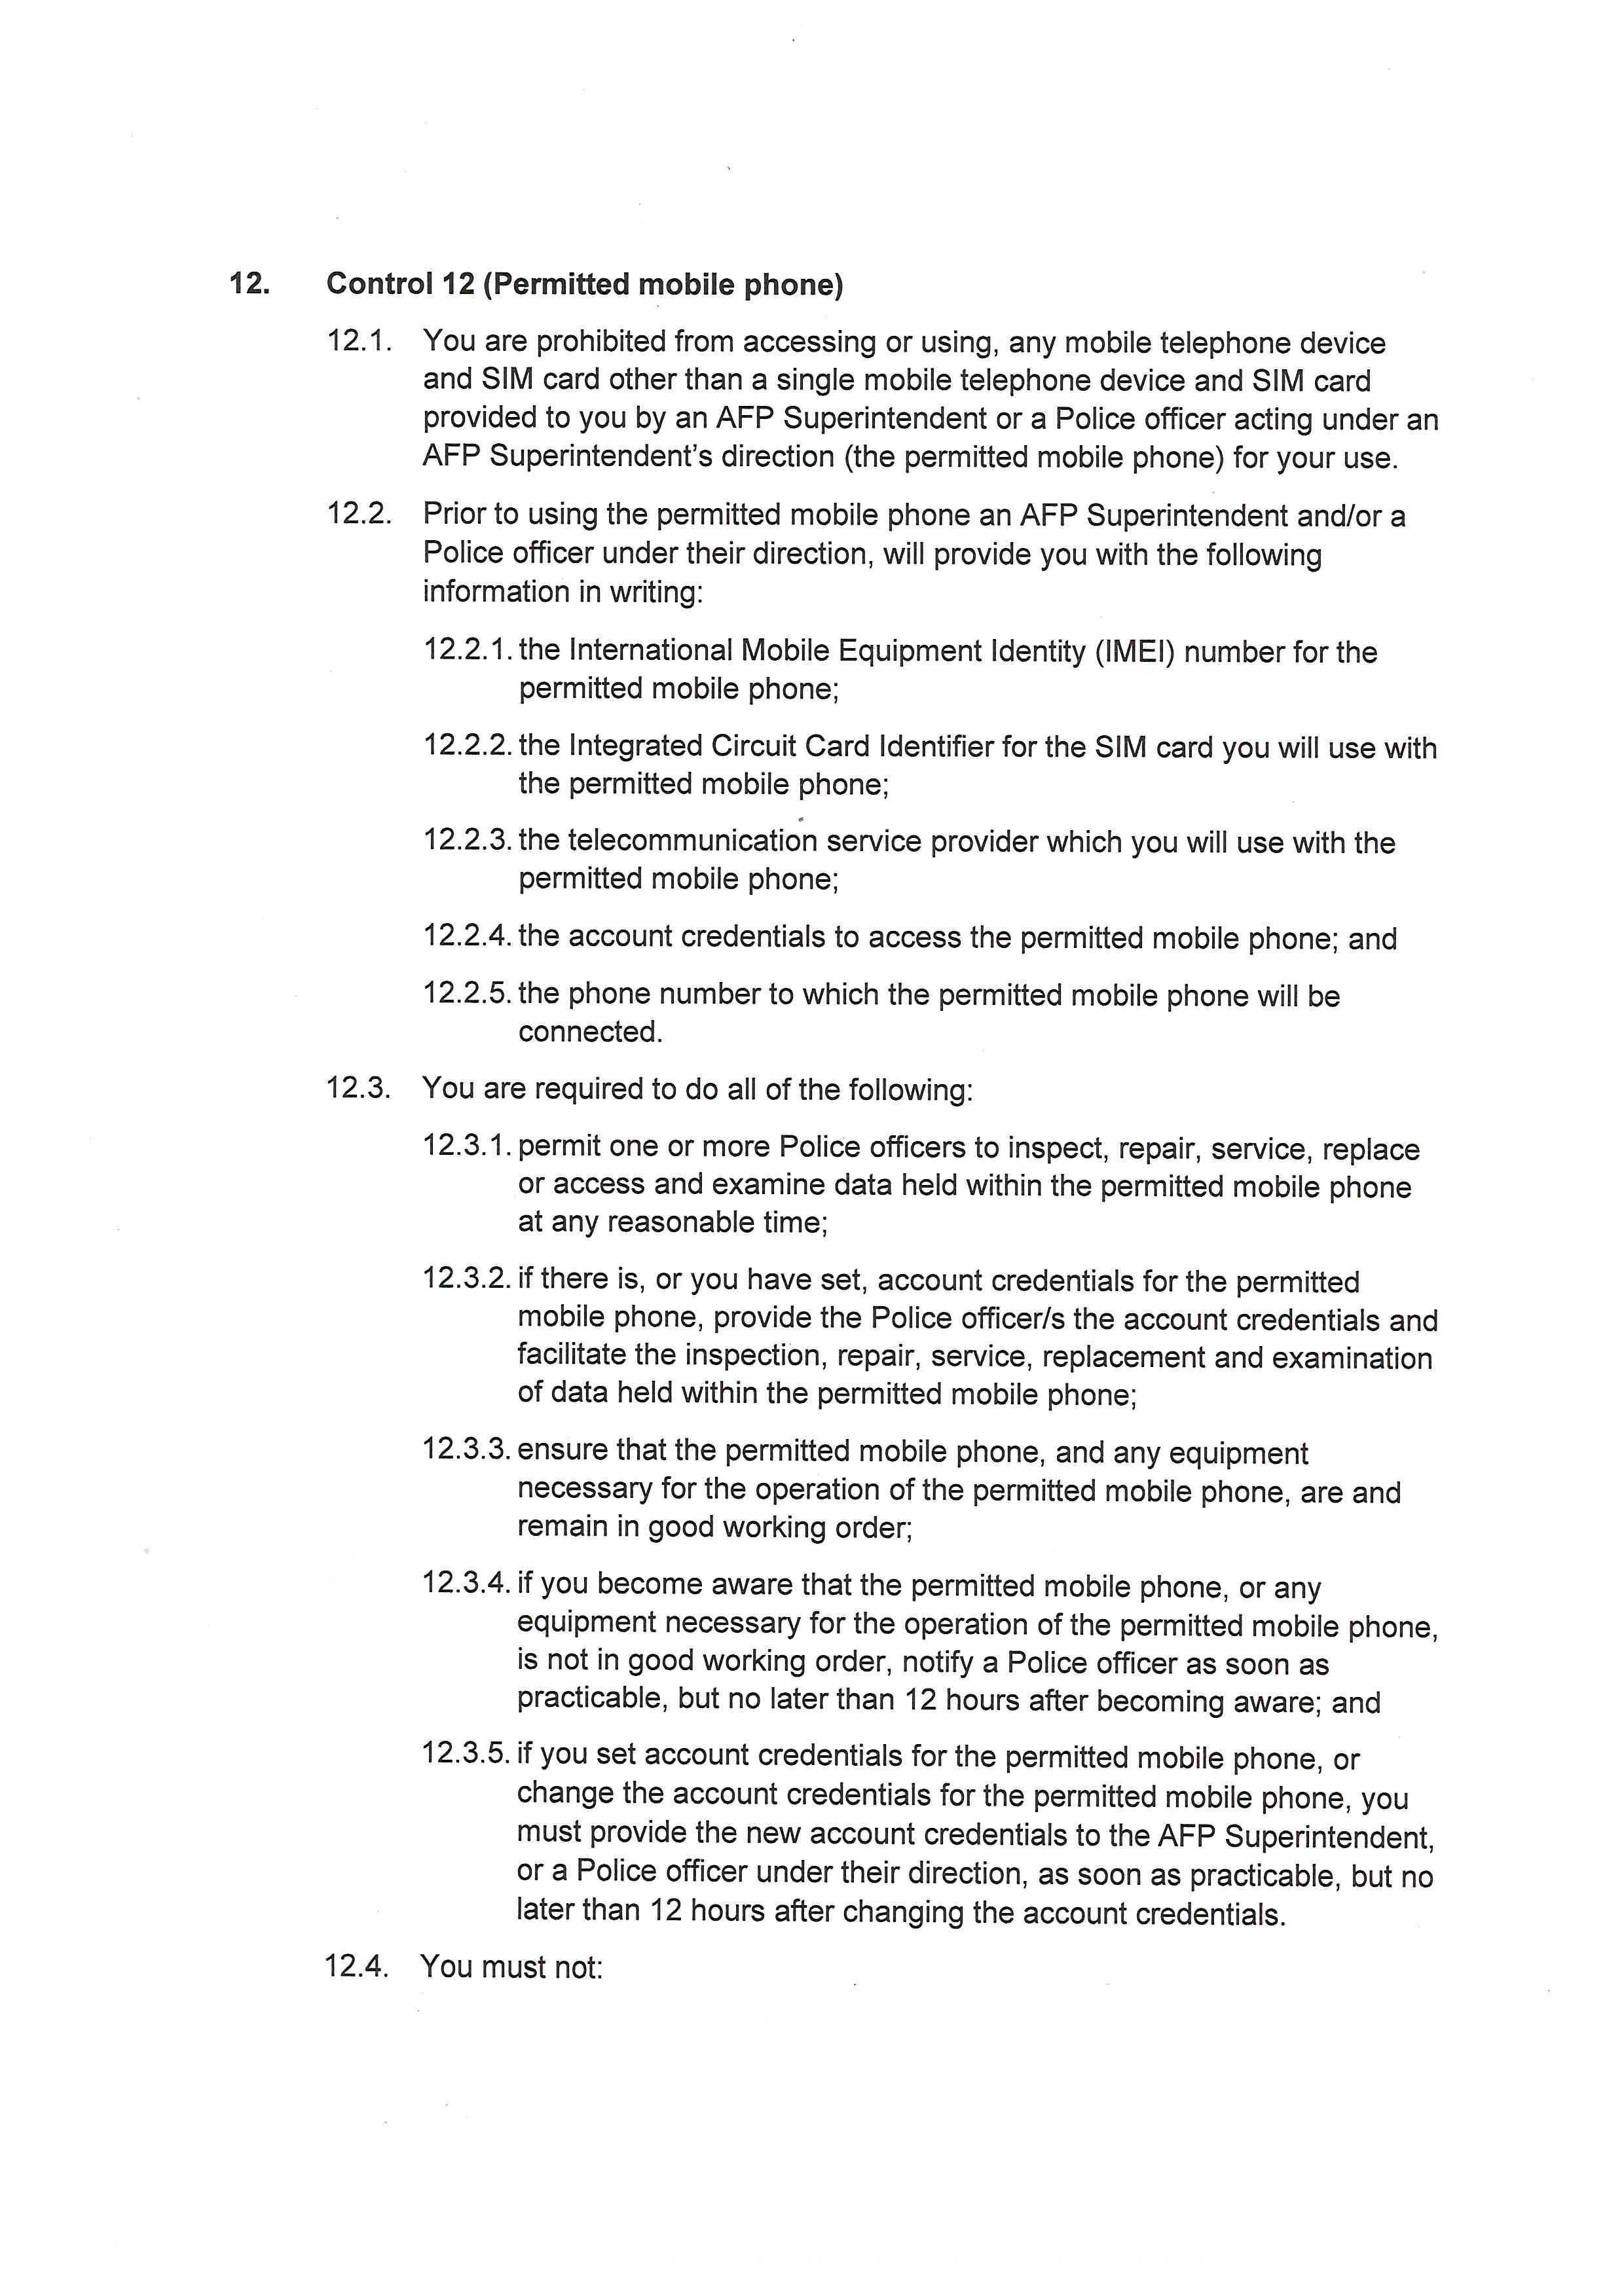 12. Control 12 (Permitted mobile phone)
12.1. You are prohibited from accessing or using, any mobile telephone device
and SIM card other than a single mobile telephone device and SIM card
provided to you by an AFP Superintendent or a Police officer acting under an
AFP Superintendent's direction (the permitted mobile phone) for your use.
12.2. Prior to using the permitted mobile phone an AFP Superintendent and/or a
Police officer under their direction, will provide you with the following
information in writing:
12.2.1. the International Mobile Equipment Identity (IMEI) number for the
permitted mobile phone;
12.2.2. the Integrated Circuit Card Identifier for the SIM card you will use with
the permitted mobile phone;
12.2.3. the telecommunication service provider which you will use with the
permitted mobile phone;
12.2.4. the account credentials to access the permitted mobile phone; and
12.2.5. the phone number to which the permitted mobile phone will be
connected.
12.3. You are required to do all of the following:
12.3.1. permit one or more Police officers to inspect, repair, service, replace
or access and examine data held within the permitted mobile phone
at any reasonable time;
12.3.2. if there is, or you have set, account credentials for the permitted
mobile phone, provide the Police officer/s the account credentials and
facilitate the inspection, repair, service, replacement and examination
of data held within the permitted mobile phone;
12.3.3. ensure that the permitted mobile phone, and any equipment
necessary for the operation of the permitted mobile phone, are and
remain in good working order;
12.3.4. if you become aware that the permitted mobile phone, or any
equipment necessary for the operation of the permitted mobile phone,
is not in good working order, notify a Police officer as soon as
practicable, but no later than 12 hours after becoming aware; and
12.3.5. if you set account credentials for the permitted mobile phone, or
change the account credentials for the permitted mobile phone, you
must provide the new account credentials to the AFP Superintendent,
or a Police officer under their direction, as soon as practicable, but no
later than 12 hours after changing the account credentials.
12.4. You must not: